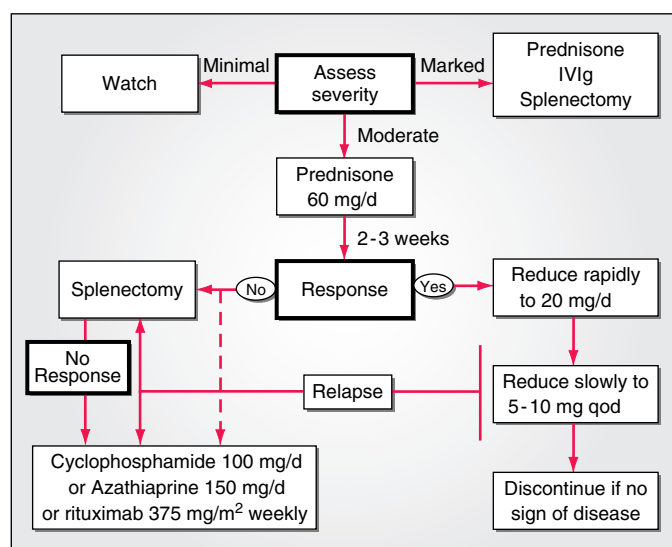 Watch
Minimal
Assess
severity
Marked
Prednisone
IVIg
Splenectomy
Moderate
Prednisone
60 mg/d
2-3 weeks
Splenectomy
No
Response
Yes
Reduce rapidly
to 20 mg/d
No
Response
Relapse
Reduce slowly to
5-10 mg qod
Cyclophosphamide 100 mg/d
or Azathiaprine 150 mg/d
or rituximab 375 mg/m² weekly
Discontinue if no
sign of disease